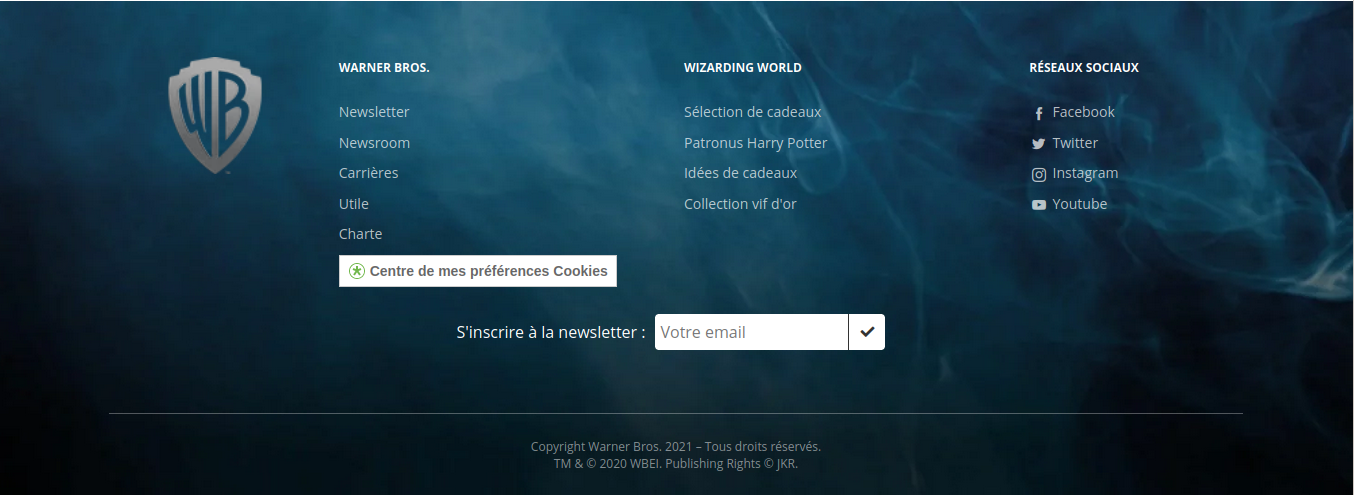 WB
WARNER BROS.
Newsletter
Newsroom
Carrières
Utile
Charte
Centre de mes préférences Cookies
WIZARDING WORLD
Sélection de cadeaux
Patronus Harry Potter
Idées de cadeaux
Collection vif d'or
RÉSEAUX SOCIAUX
Facebook
Twitter
Instagram
Youtube
S'inscrire à la newsletter : Votre email
Copyright Warner Bros. 2021 – Tous droits réservés.
TM & © 2020 WBEI. Publishing Rights © JKR.